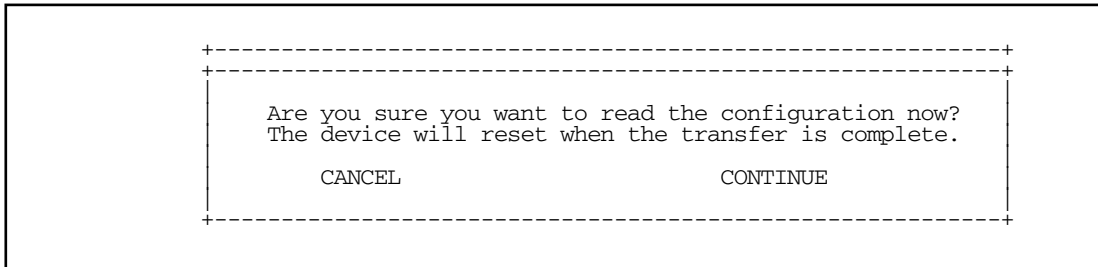 Are you sure you want to read the configuration now?
The device will reset when the transfer is complete.
CANCEL CONTINUE